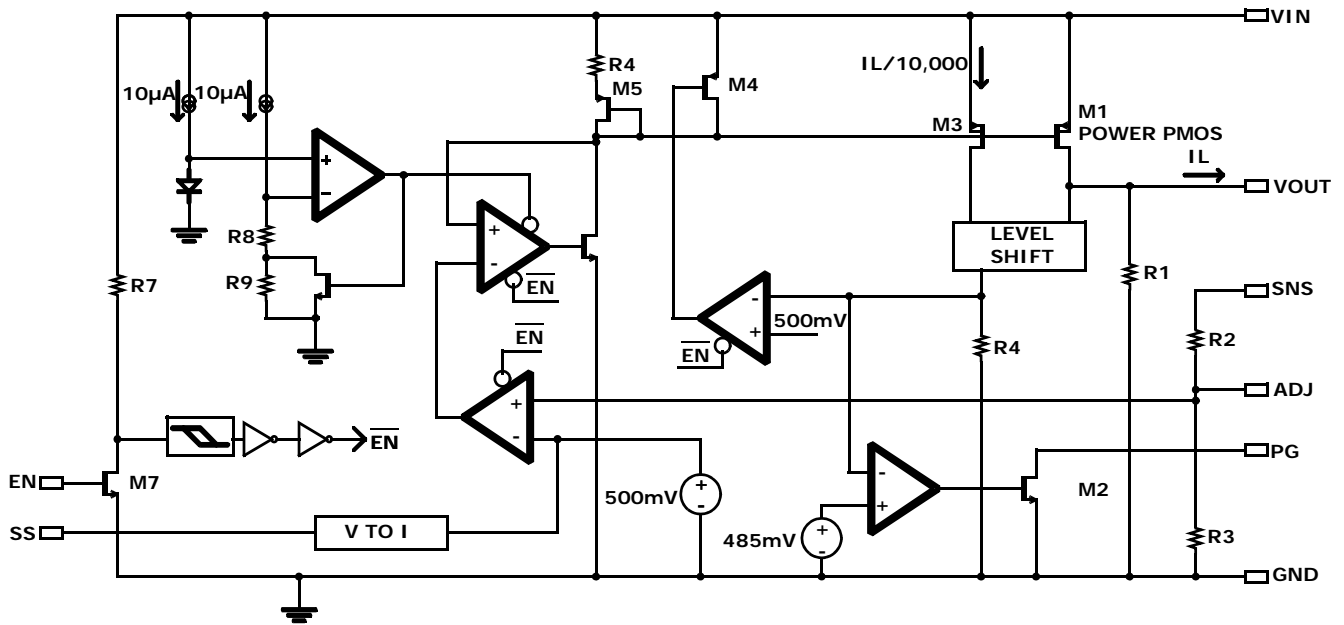 VIN
R4
M5
M4
IL/10,000
10µA
10µA
M3
M1
POWER PMOS
IL
VOUT
+
-
+
-
R8
LEVEL
SHIFT
R9
R7
EN
R1
SNS
-
500mV
+
EN
R4
R2
EN
+
-
ADJ
EN
EN
M7
500mV
+
-
-
+
M2
PG
SS
V TO I
485mV
+
-
R3
GND